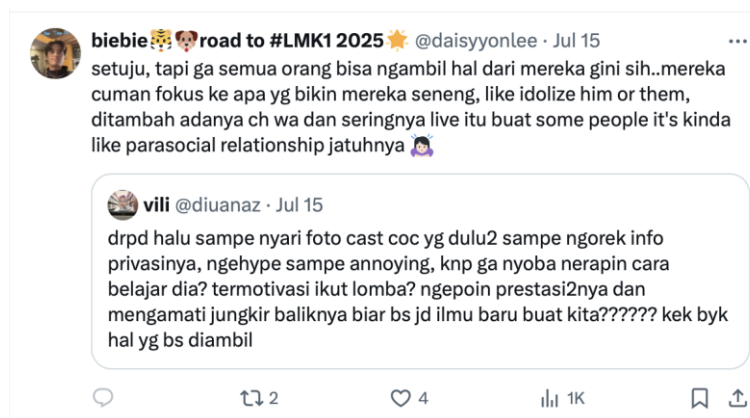 biebie🐯🐶road to #LMK1 2025🌟 @daisyyonlee · Jul 15
setuju, tapi ga semua orang bisa ngambil hal dari mereka gini sih..mereka
cuman fokus ke apa yg bikin mereka seneng, like idolize him or them,
ditambah adanya ch wa dan seringnya live itu buat some people it's kinda
like parasocial relationship jatuhnya 🙇🏻‍♀️
vili @diuanaz · Jul 15
drpd halu sampe nyari foto cast coc yg dulu2 sampe ngorek info
privasinya, ngehype sampe annoying, knp ga nyoba nerapin cara
belajar dia? termotivasi ikut lomba? ngepoin prestasi2nya dan
mengamati jungkir baliknya biar bs jd ilmu baru buat kita?????? kek byk
hal yg bs diambil
2 4 1K